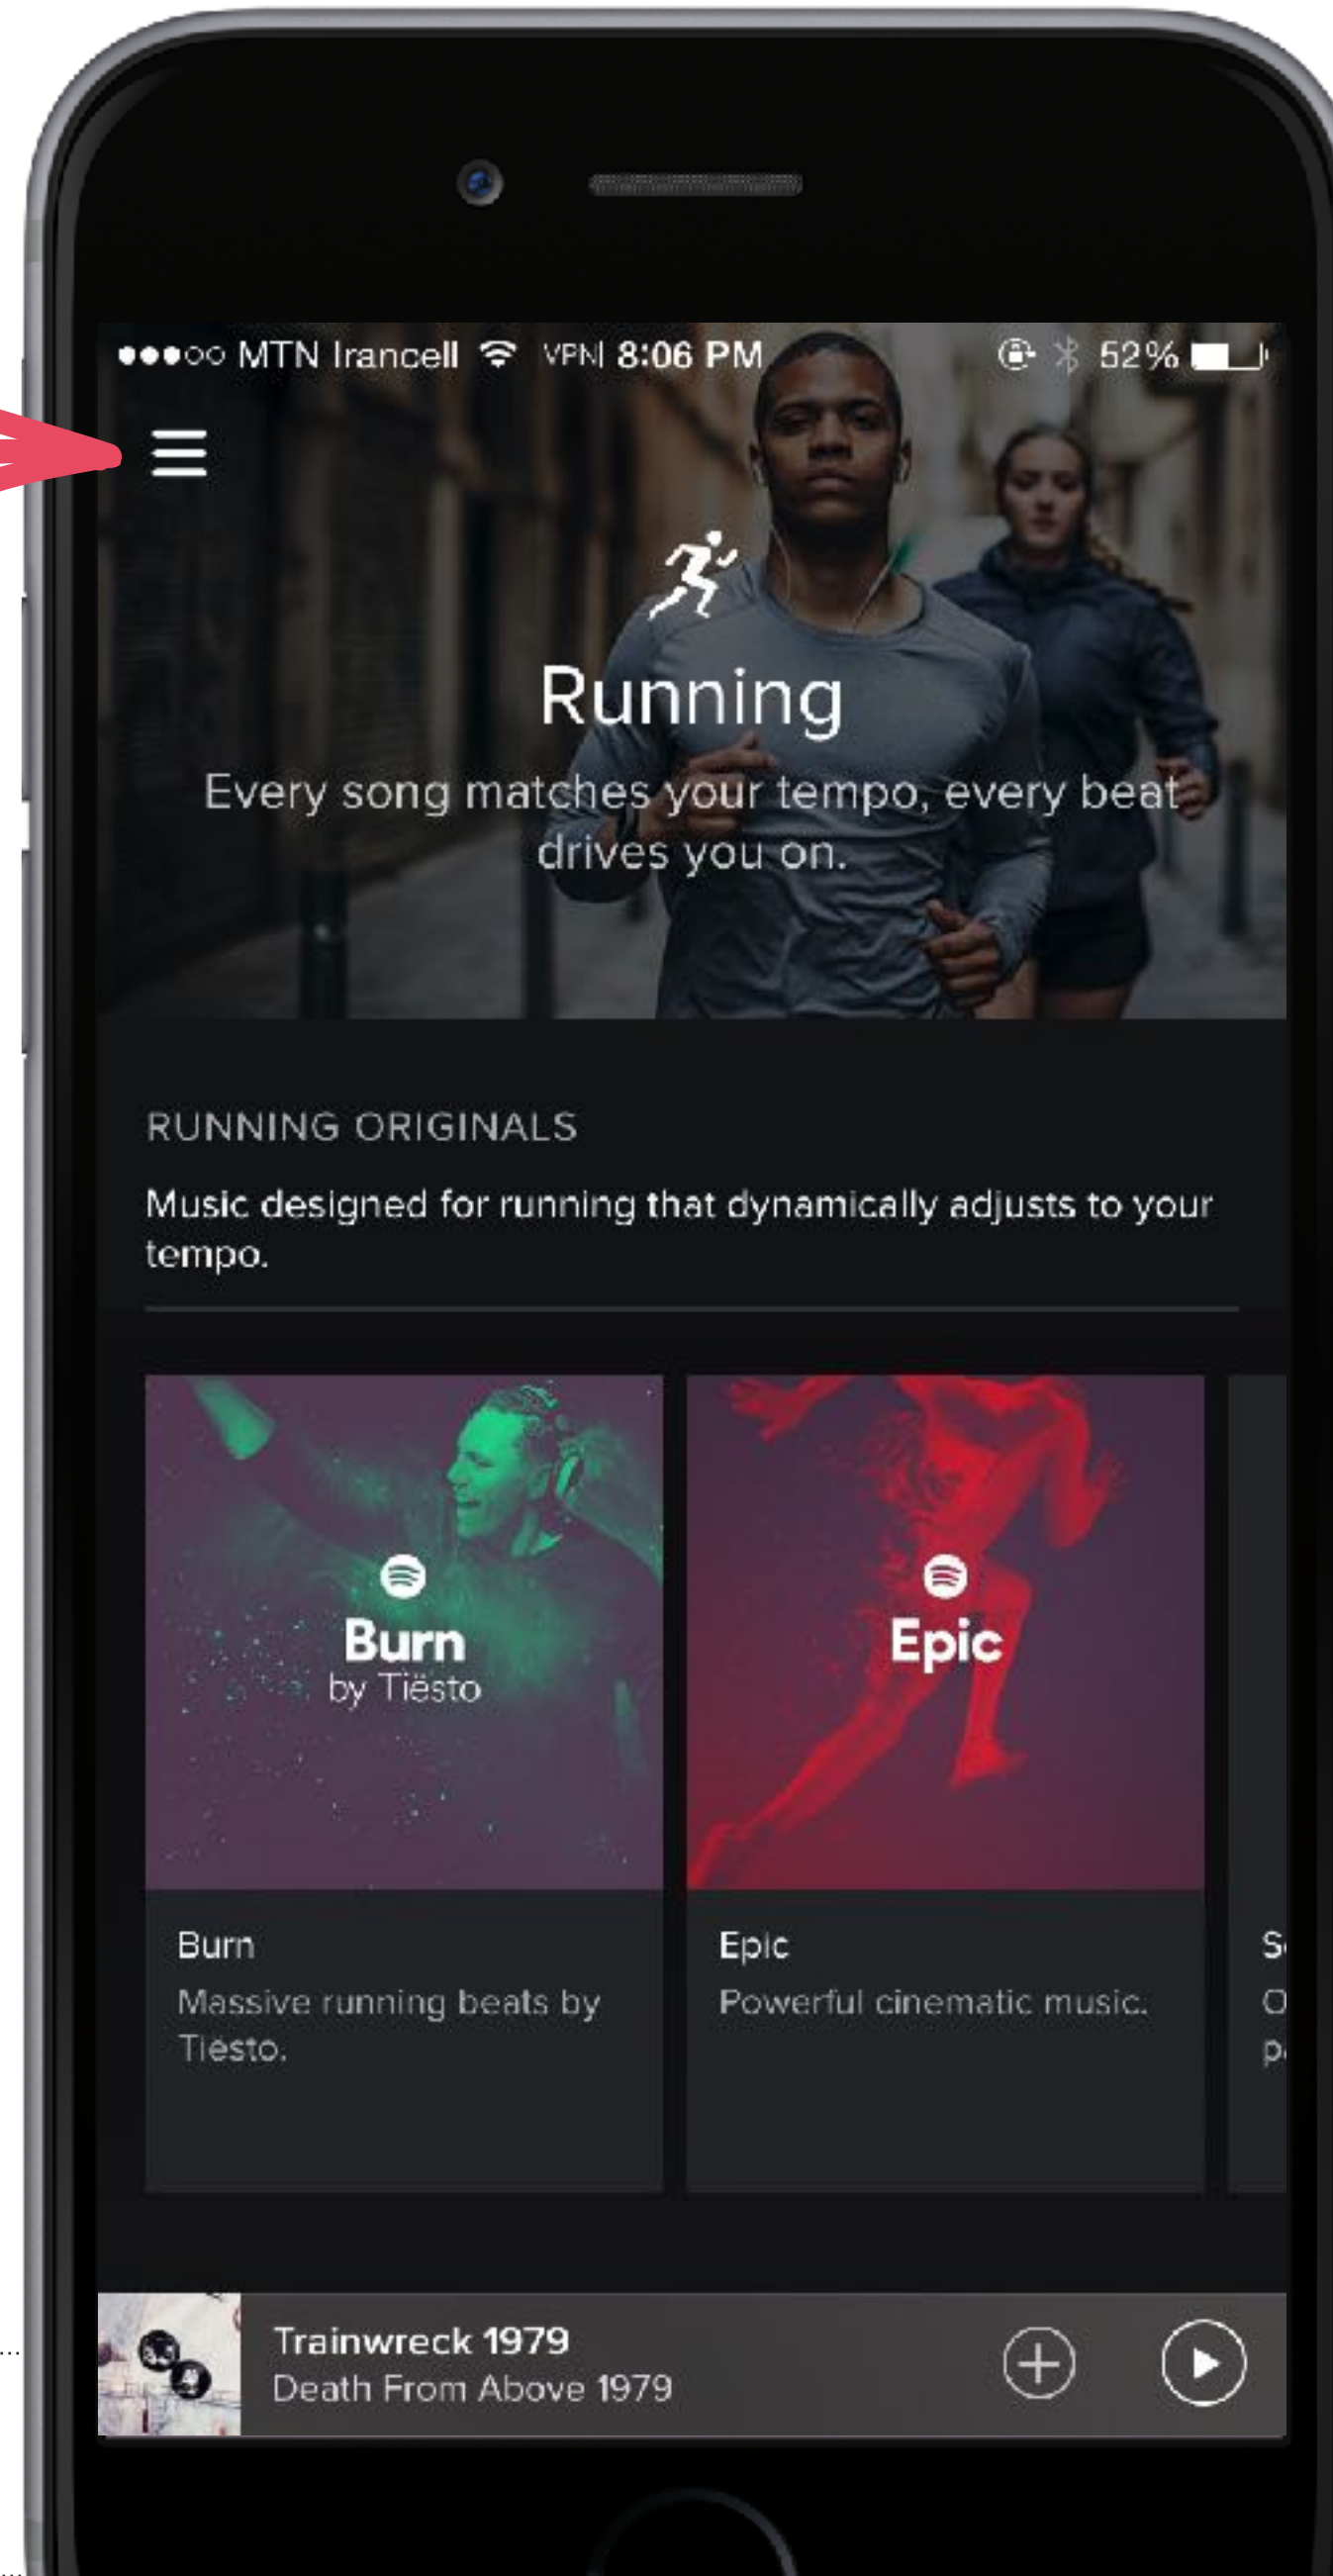 MTN Irancell VPN 8:06 PM 52%
Running
Every song matches your tempo, every beat
drives you on.
RUNNING ORIGINALS
Music designed for running that dynamically adjusts to your
tempo.
Burn
by Tiësto
Epic
Burn
Massive running beats by
Tiësto.
Epic
Powerful cinematic music.
Trainwreck 1979
Death From Above 1979